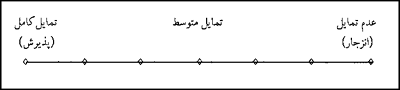 عدم تمایل
(انزجار)
تمایل متوسط
تمایل کامل
(پذیرش)